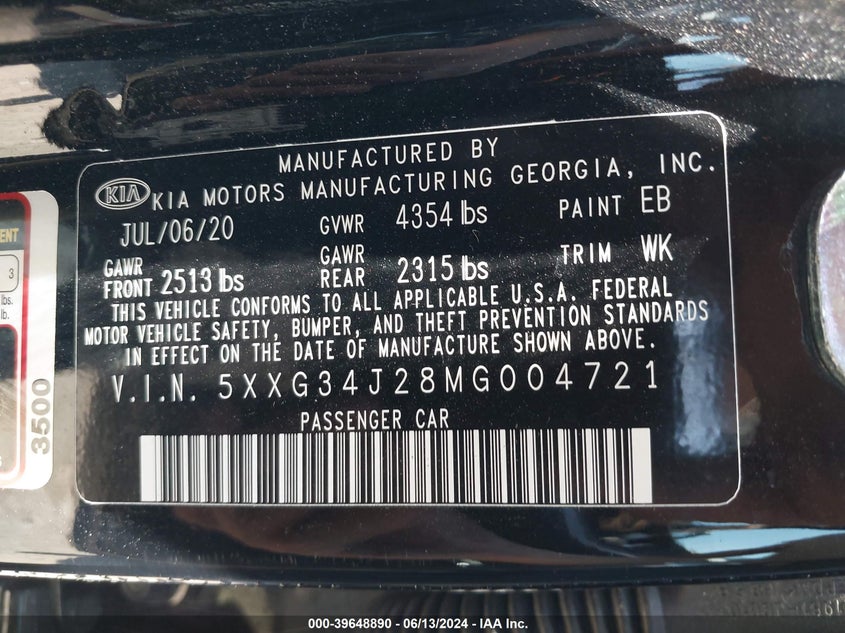 MANUFACTURED BY
KIA KIA MOTORS MANUFACTURING GEORGIA, INC.
JUL/06/20 GVWR 4354 lbs PAINT EB
GAWR FRONT 2513 lbs GAWR REAR 2315 lbs TRIM WK
THIS VEHICLE CONFORMS TO ALL APPLICABLE U.S.A. FEDERAL
MOTOR VEHICLE SAFETY, BUMPER, AND THEFT PREVENTION STANDARDS
IN EFFECT ON THE DATE OF MANUFACTURE SHOWN ABOVE.
V.I.N. 5XXG34J28MG004721
PASSENGER CAR
3
lbs.
lb.
3500
000-39648890 - 06/13/2024 - IAA Inc.